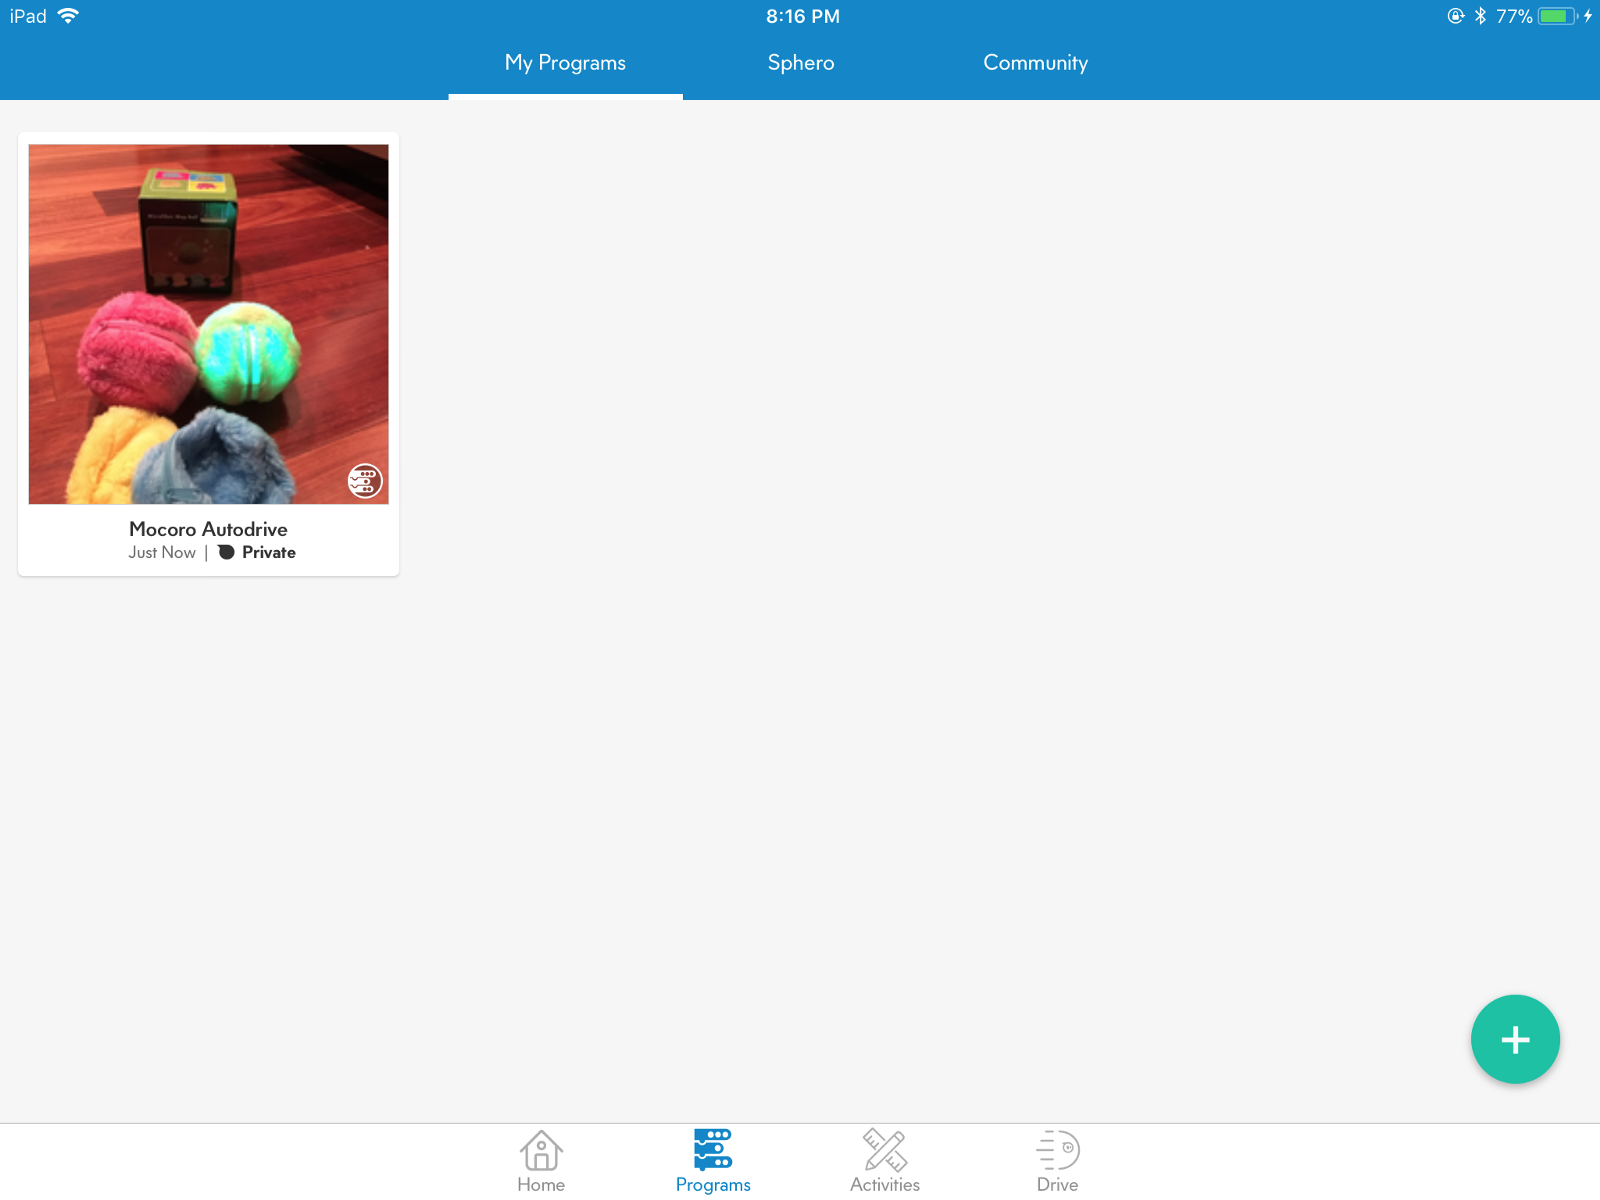 iPad 8:16 PM 77%
My Programs Sphero Community
Mocoro Autodrive
Just Now | Private
Home Programs Activities Drive